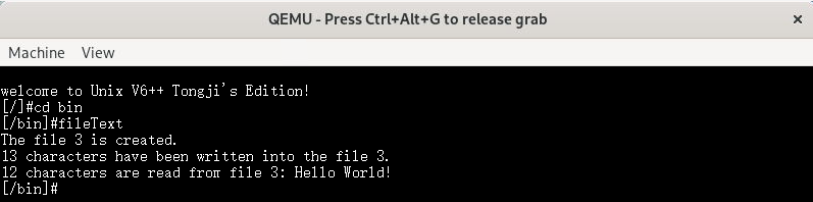 QEMU - Press Ctrl+Alt+G to release grab
Machine View
welcome to Unix V6++ Tongji's Edition!
[/]#cd bin
[/bin]#fileText
The file 3 is created.
13 characters have been written into the file 3.
12 characters are read from file 3: Hello World!
[/bin]#